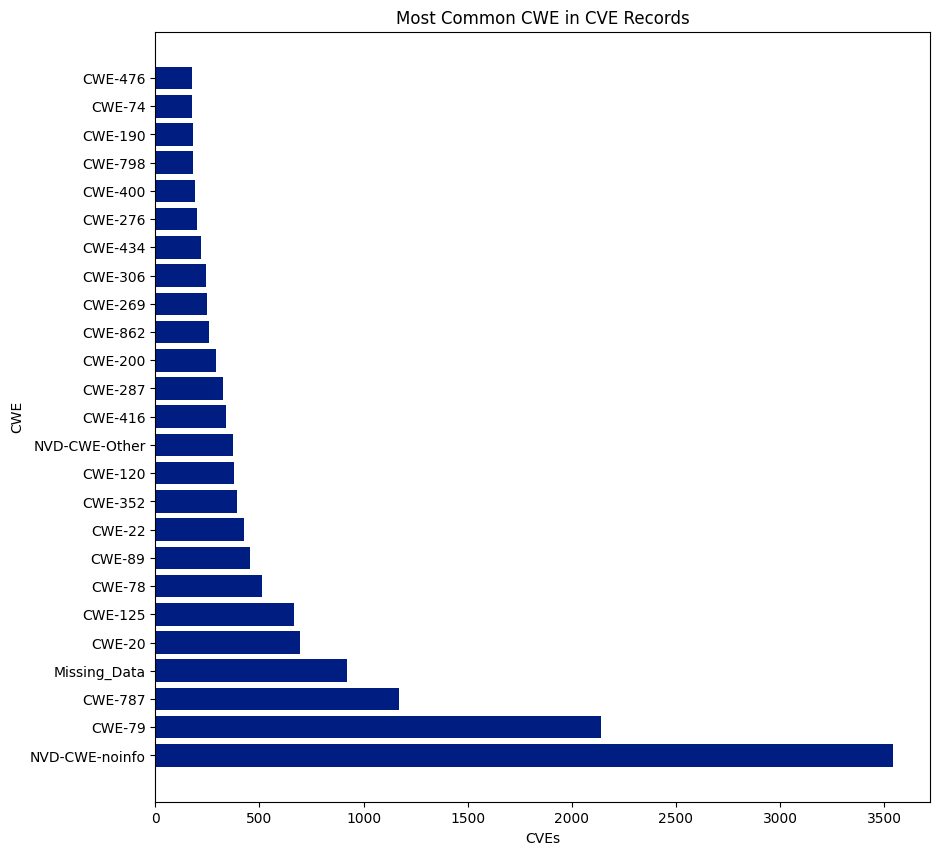 Most Common CWE in CVE Records
CWE-476
CWE-74
CWE-190
CWE-798
CWE-400
CWE-276
CWE-434
CWE-306
CWE-269
CWE-862
CWE-200
CWE-287
CWE-416
NVD-CWE-Other
CWE-120
CWE-352
CWE-22
CWE-89
CWE-78
CWE-125
CWE-20
Missing_Data
CWE-787
CWE-79
NVD-CWE-noinfo
CWE
0 500 1000 1500 2000 2500 3000 3500
CVEs